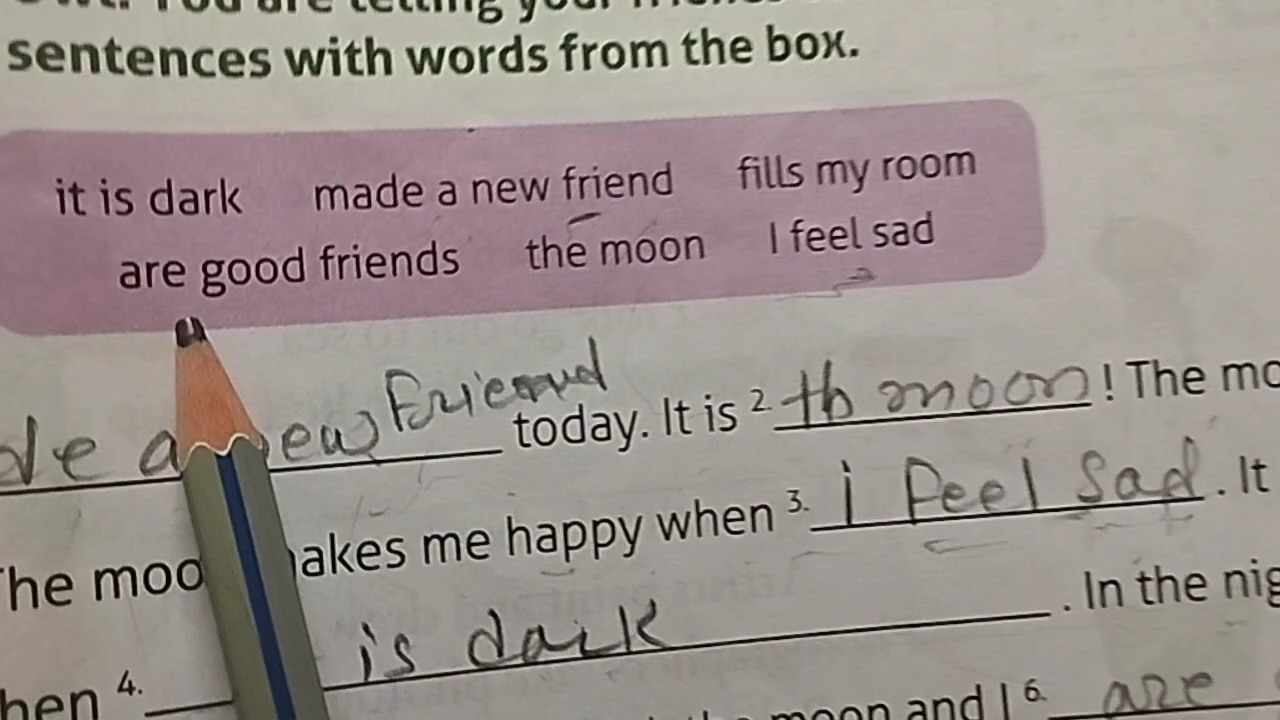 sentences with words from the box.
it is dark made a new friend fills my room
are good friends the moon I feel sad
de a ew Friend today. It is 2. th moon! The mo
The moo akes me happy when 3. i feel Sad. It
hen 4. is dark. In the nig
moon and I 6. are